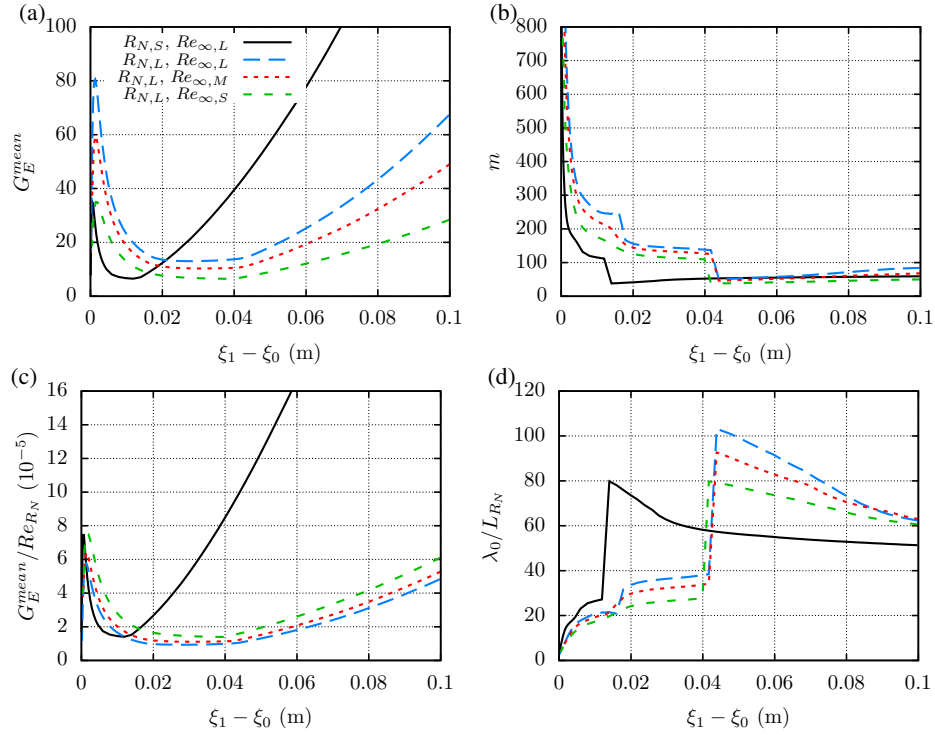 (a)
100
80
60
40
20
0
G_E^{mean}
R_{N,S}, Re_{∞,L}
R_{N,L}, Re_{∞,L}
R_{N,L}, Re_{∞,M}
R_{N,L}, Re_{∞,S}
0 0.02 0.04 0.06 0.08 0.1
ξ_1 − ξ_0 (m)
(b)
800
700
600
500
400
300
200
100
0
m
0 0.02 0.04 0.06 0.08 0.1
ξ_1 − ξ_0 (m)
(c)
16
14
12
10
8
6
4
2
0
G_E^{mean}/Re_{R_N} (10^{-5})
0 0.02 0.04 0.06 0.08 0.1
ξ_1 − ξ_0 (m)
(d)
120
100
80
60
40
20
0
λ_0/L_{R_N}
0 0.02 0.04 0.06 0.08 0.1
ξ_1 − ξ_0 (m)